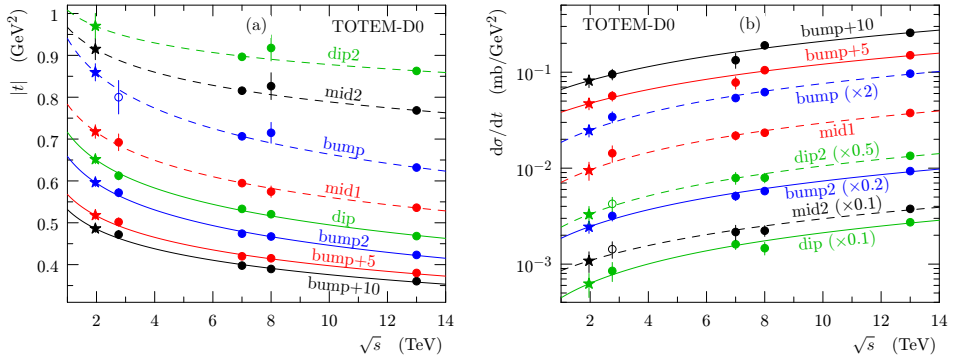 |t| (GeV²)
(a)
TOTEM-D0
1
0.9
0.8
0.7
0.6
0.5
0.4
dip2
mid2
bump
mid1
dip
bump2
bump+5
bump+10
2 4 6 8 10 12 14
√s (TeV)
dσ/dt (mb/GeV²)
TOTEM-D0
(b)
10⁻¹
10⁻²
10⁻³
bump+10
bump+5
bump (×2)
mid1
dip2 (×0.5)
bump2 (×0.2)
mid2 (×0.1)
dip (×0.1)
2 4 6 8 10 12 14
√s (TeV)